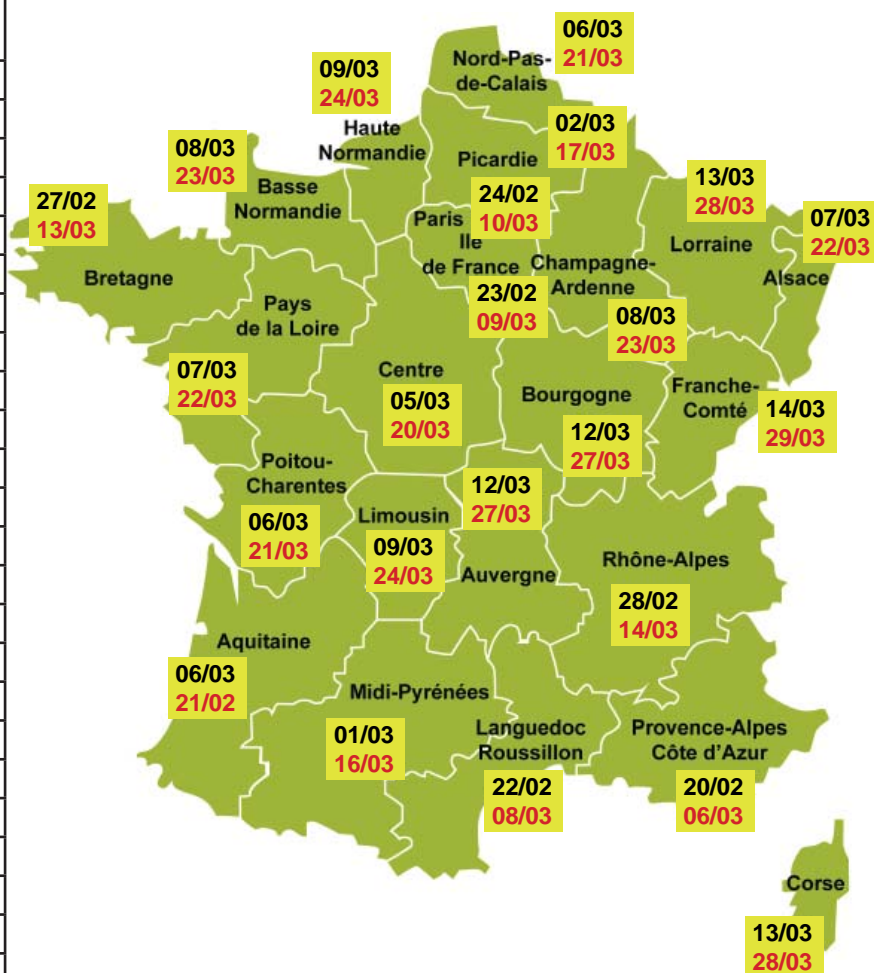 06/03
21/03
Nord-Pas-
de-Calais
09/03
24/03
Haute
Normandie
02/03
17/03
Picardie
08/03
23/03
Basse
Normandie
27/02
13/03
Bretagne
24/02
10/03
Paris
Ile
de France
23/02
09/03
13/03
28/03
Lorraine
07/03
22/03
Alsace
Champagne-
Ardenne
08/03
23/03
Pays
de la Loire
07/03
22/03
Centre
05/03
20/03
Bourgogne
12/03
27/03
Franche-
Comté
14/03
29/03
Poitou-
Charentes
06/03
21/03
Limousin
09/03
24/03
12/03
27/03
Auvergne
Rhône-Alpes
28/02
14/03
Aquitaine
06/03
21/02
Midi-Pyrénées
01/03
16/03
Languedoc
Roussillon
22/02
08/03
Provence-Alpes
Côte d'Azur
20/02
06/03
Corse
13/03
28/03